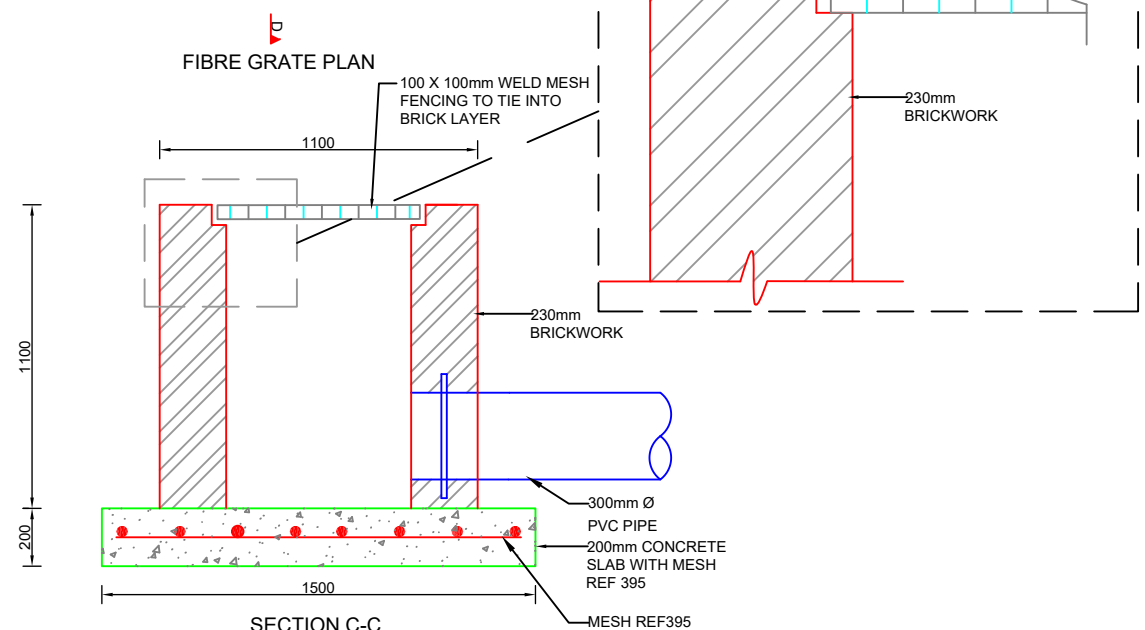 D
FIBRE GRATE PLAN
100 X 100mm WELD MESH
FENCING TO TIE INTO
BRICK LAYER
230mm
BRICKWORK
1100
230mm
BRICKWORK
1100
300mm Ø
PVC PIPE
200mm CONCRETE
SLAB WITH MESH
REF 395
200
1500
MESH REF395
SECTION C-C